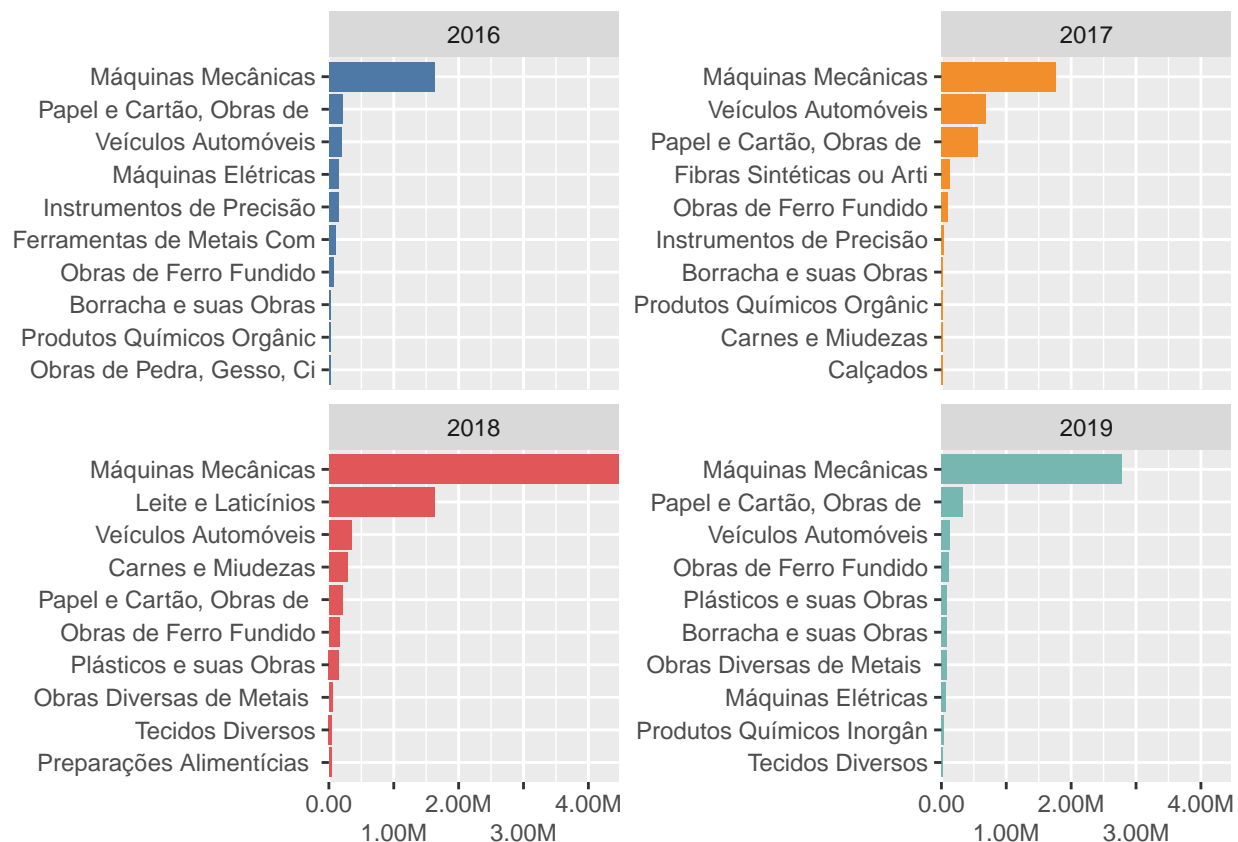 2016
Máquinas Mecânicas
Papel e Cartão, Obras de
Veículos Automóveis
Máquinas Elétricas
Instrumentos de Precisão
Ferramentas de Metais Com
Obras de Ferro Fundido
Borracha e suas Obras
Produtos Químicos Orgânic
Obras de Pedra, Gesso, Ci
2017
Máquinas Mecânicas
Veículos Automóveis
Papel e Cartão, Obras de
Fibras Sintéticas ou Arti
Obras de Ferro Fundido
Instrumentos de Precisão
Borracha e suas Obras
Produtos Químicos Orgânic
Carnes e Miudezas
Calçados
2018
Máquinas Mecânicas
Leite e Laticínios
Veículos Automóveis
Carnes e Miudezas
Papel e Cartão, Obras de
Obras de Ferro Fundido
Plásticos e suas Obras
Obras Diversas de Metais
Tecidos Diversos
Preparações Alimentícias
0.00 2.00M 4.00M
1.00M 3.00M
2019
Máquinas Mecânicas
Papel e Cartão, Obras de
Veículos Automóveis
Obras de Ferro Fundido
Plásticos e suas Obras
Borracha e suas Obras
Obras Diversas de Metais
Máquinas Elétricas
Produtos Químicos Inorgân
Tecidos Diversos
0.00 2.00M 4.00M
1.00M 3.00M